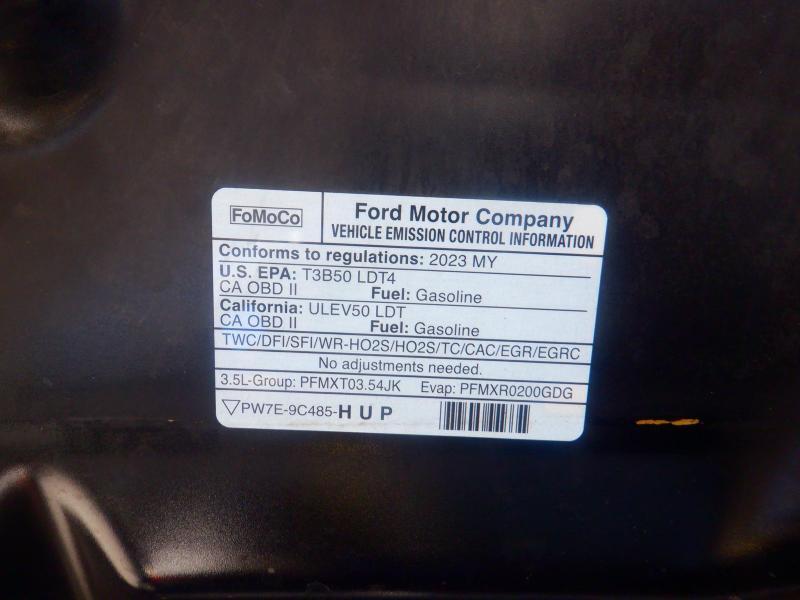 FoMoCo
Ford Motor Company
VEHICLE EMISSION CONTROL INFORMATION
Conforms to regulations: 2023 MY
U.S. EPA: T3B50 LDT4
CA OBD II Fuel: Gasoline
California: ULEV50 LDT
CA OBD II Fuel: Gasoline
TWC/DFI/SFI/WR-HO2S/HO2S/TC/CAC/EGR/EGRC
No adjustments needed.
3.5L-Group: PFMXT03.54JK Evap: PFMXR0200GDG
PW7E-9C485-HUP